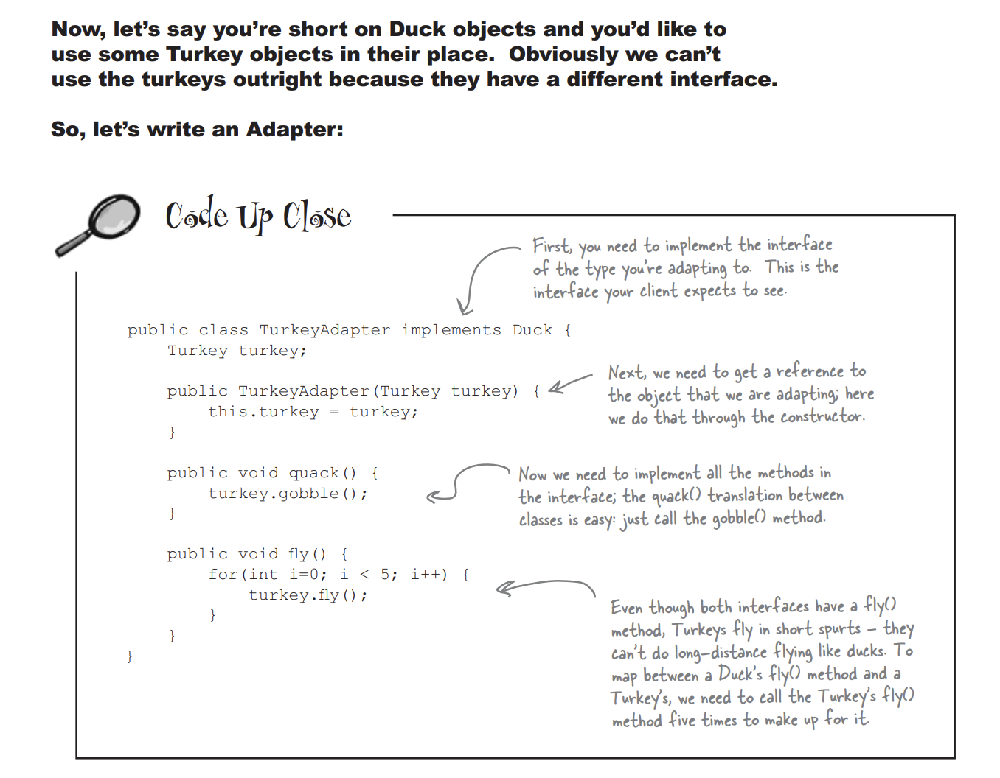 Now, let's say you're short on Duck objects and you'd like to
use some Turkey objects in their place.  Obviously we can't
use the turkeys outright because they have a different interface.
So, let's write an Adapter:
Code Up Close
First, you need to implement the interface
of the type you're adapting to.  This is the
interface your client expects to see.
public class TurkeyAdapter implements Duck {
    Turkey turkey;
    public TurkeyAdapter(Turkey turkey) {
        this.turkey = turkey;
    }
Next, we need to get a reference to
the object that we are adapting; here
we do that through the constructor.
    public void quack() {
        turkey.gobble();
    }
Now we need to implement all the methods in
the interface; the quack() translation between
classes is easy: just call the gobble() method.
    public void fly() {
        for(int i=0; i < 5; i++) {
            turkey.fly();
        }
    }
}
Even though both interfaces have a fly()
method, Turkeys fly in short spurts – they
can't do long-distance flying like ducks. To
map between a Duck's fly() method and a
Turkey's, we need to call the Turkey's fly()
method five times to make up for it.